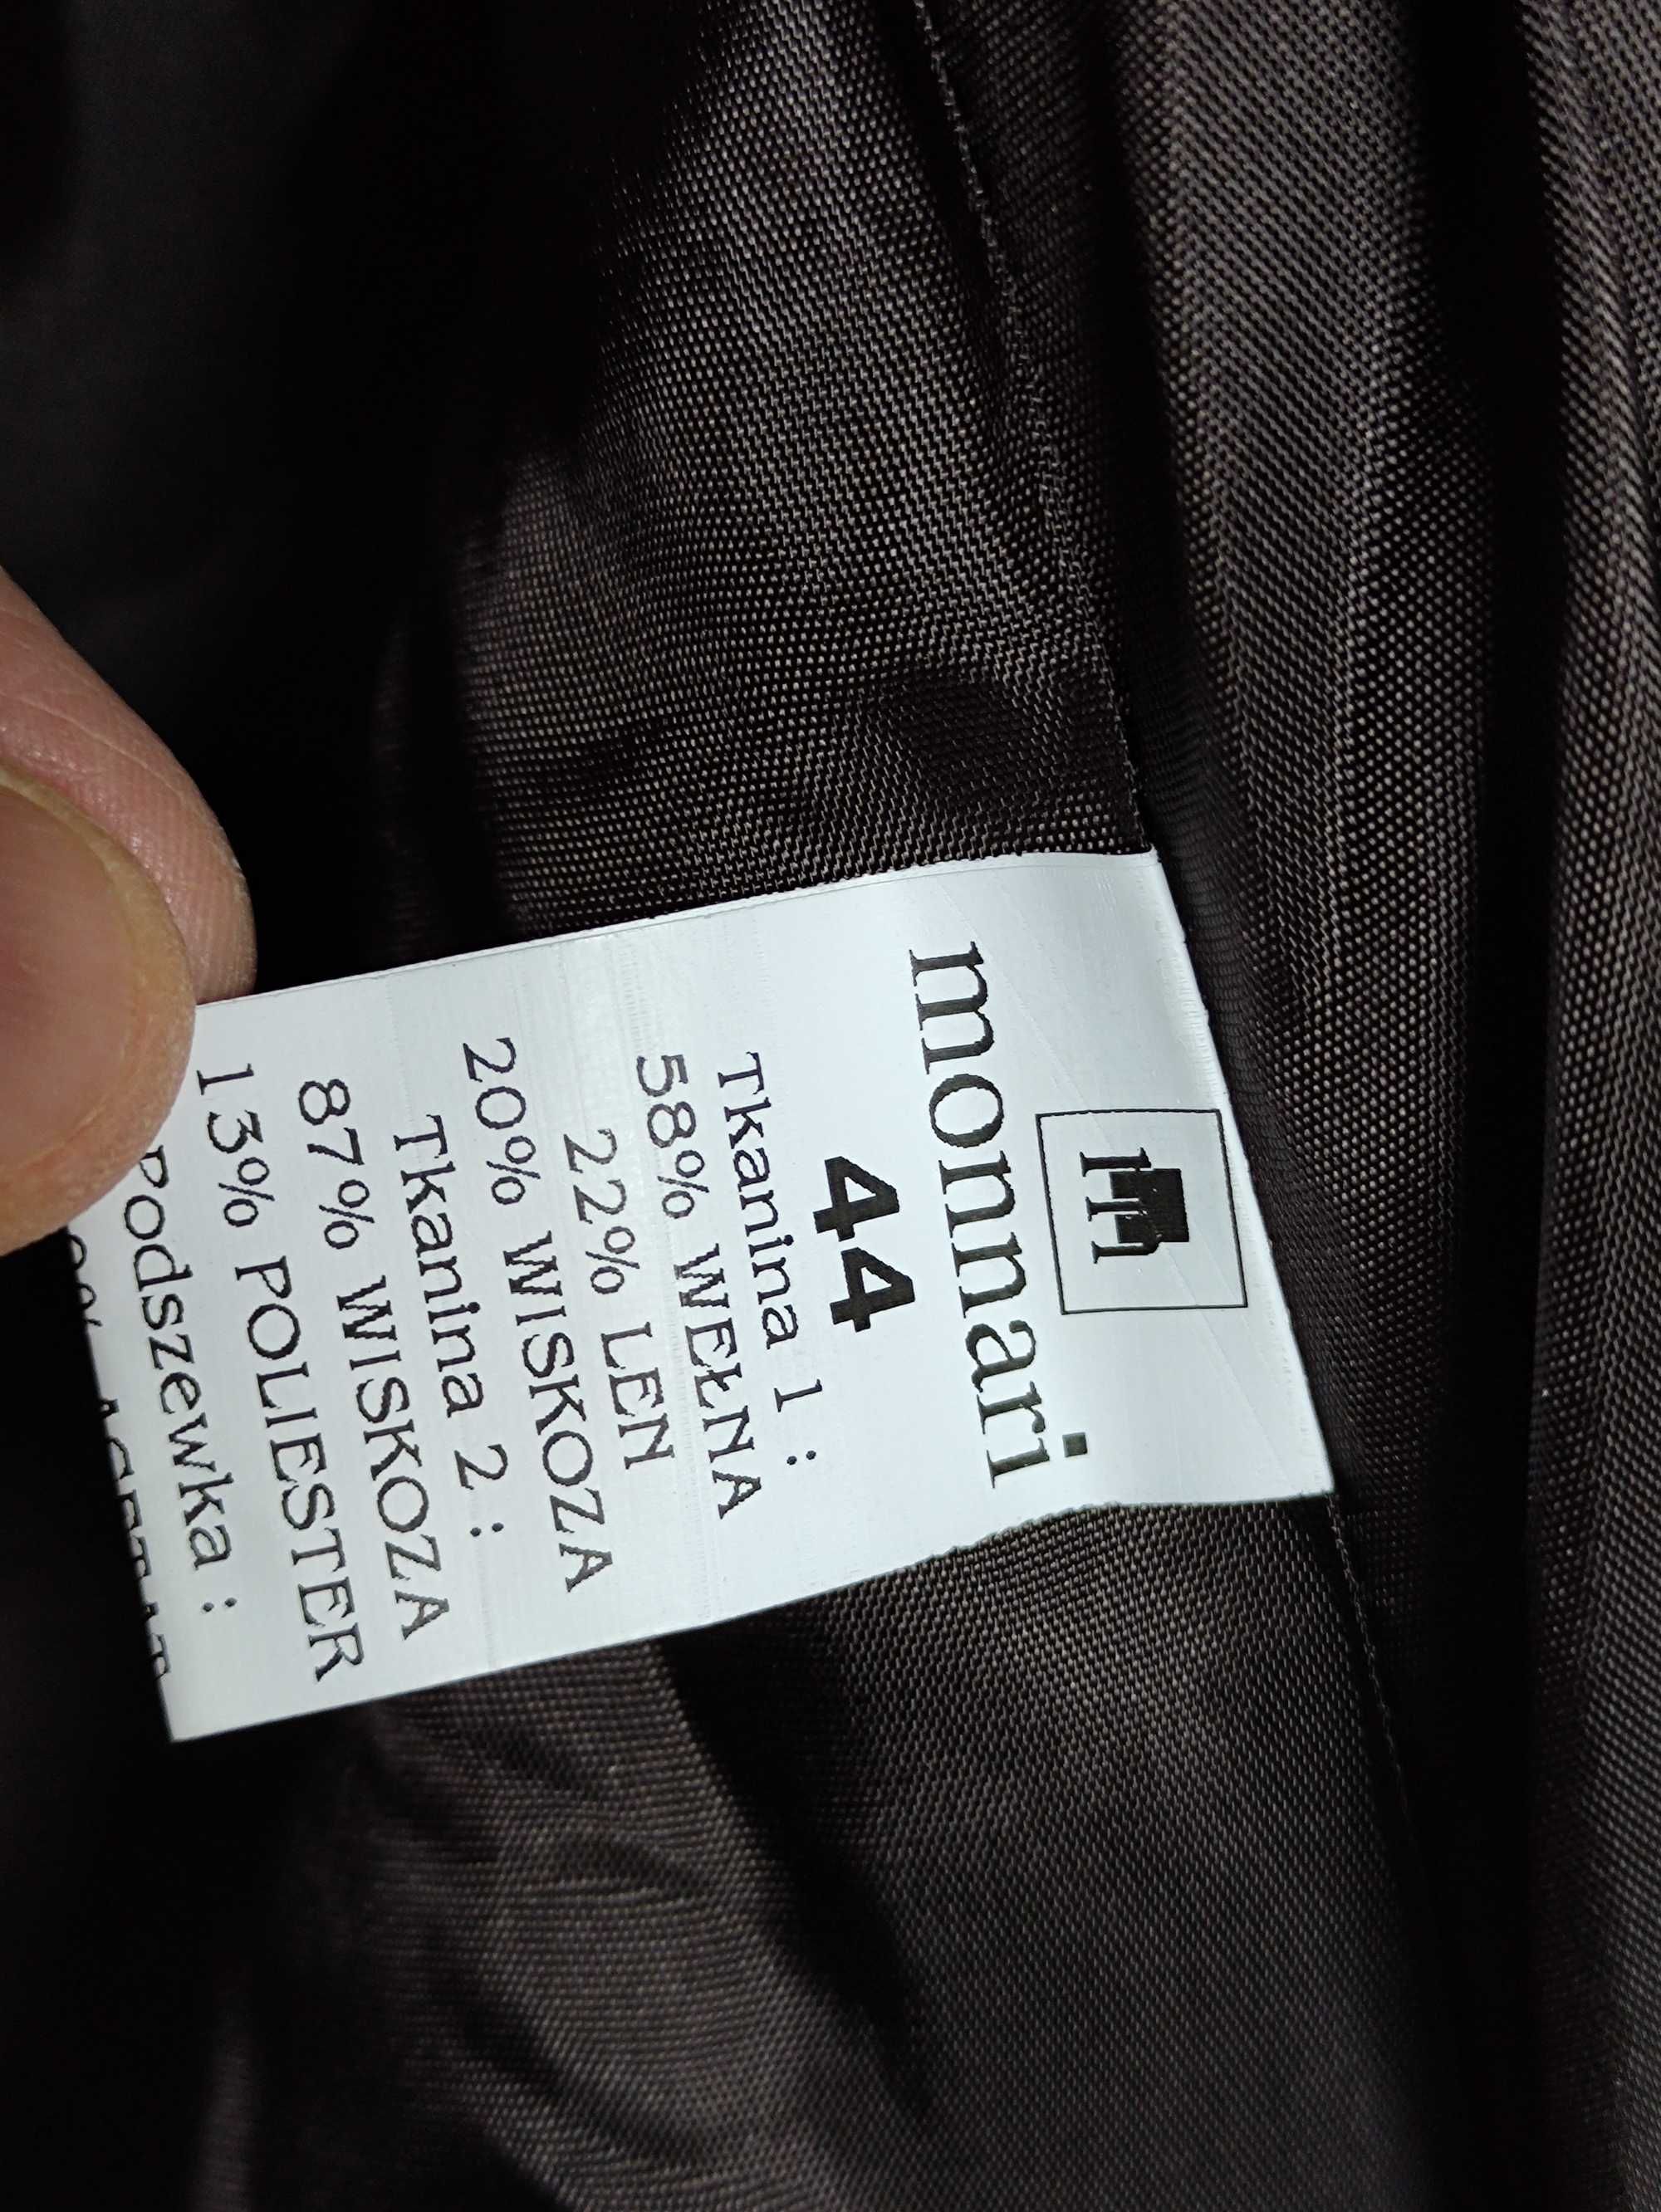 m
monnari
44
Tkanina 1:
58% WEŁNA
22% LEN
20% WISKOZA
Tkanina 2:
87% WISKOZA
13% POLIESTER
Podszewka: